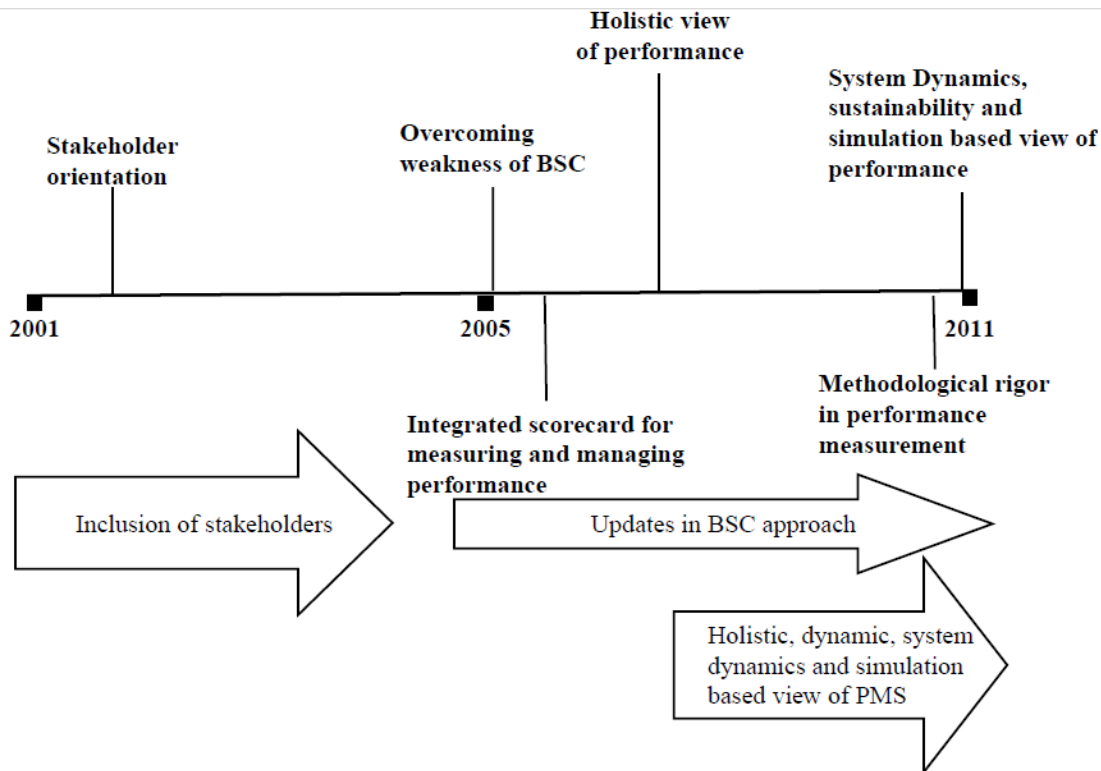 Holistic view
of performance
System Dynamics,
sustainability and
simulation based view of
performance
Overcoming
weakness of BSC
Stakeholder
orientation
2001
2005
2011
Methodological rigor
in performance
measurement
Integrated scorecard for
measuring and managing
performance
Inclusion of stakeholders
Updates in BSC approach
Holistic, dynamic, system
dynamics and simulation
based view of PMS